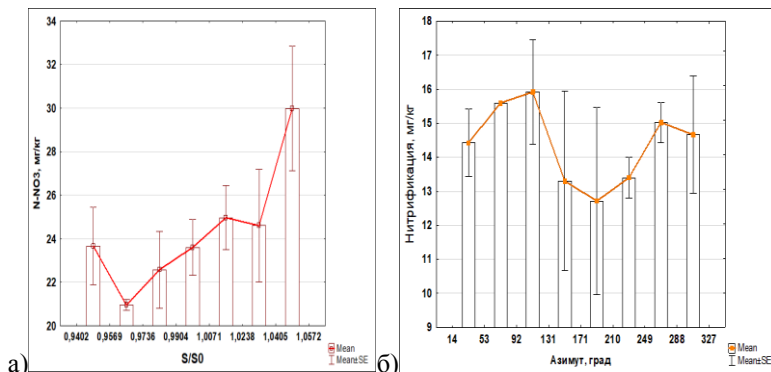 а)
N-NO3, мг/кг
34
32
30
28
26
24
22
20
0,9402 0,9569 0,9736 0,9904 1,0071 1,0238 1,0405 1,0572
S/S0
Mean
Mean±SE
б)
Нитрификация, мг/кг
18
17
16
15
14
13
12
11
10
9
14 53 92 131 171 210 249 288 327
Азимут, град
Mean
Mean±SE